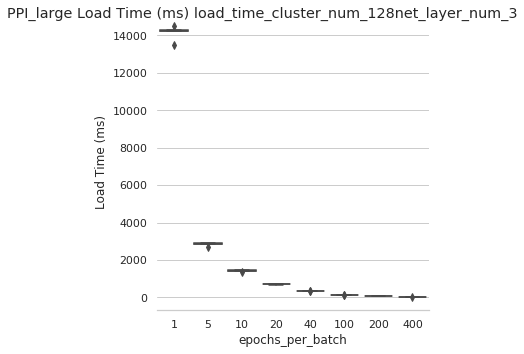 PPI_large Load Time (ms) load_time_cluster_num_128net_layer_num_3
14000
12000
10000
8000
6000
4000
2000
0
Load Time (ms)
1 5 10 20 40 100 200 400
epochs_per_batch